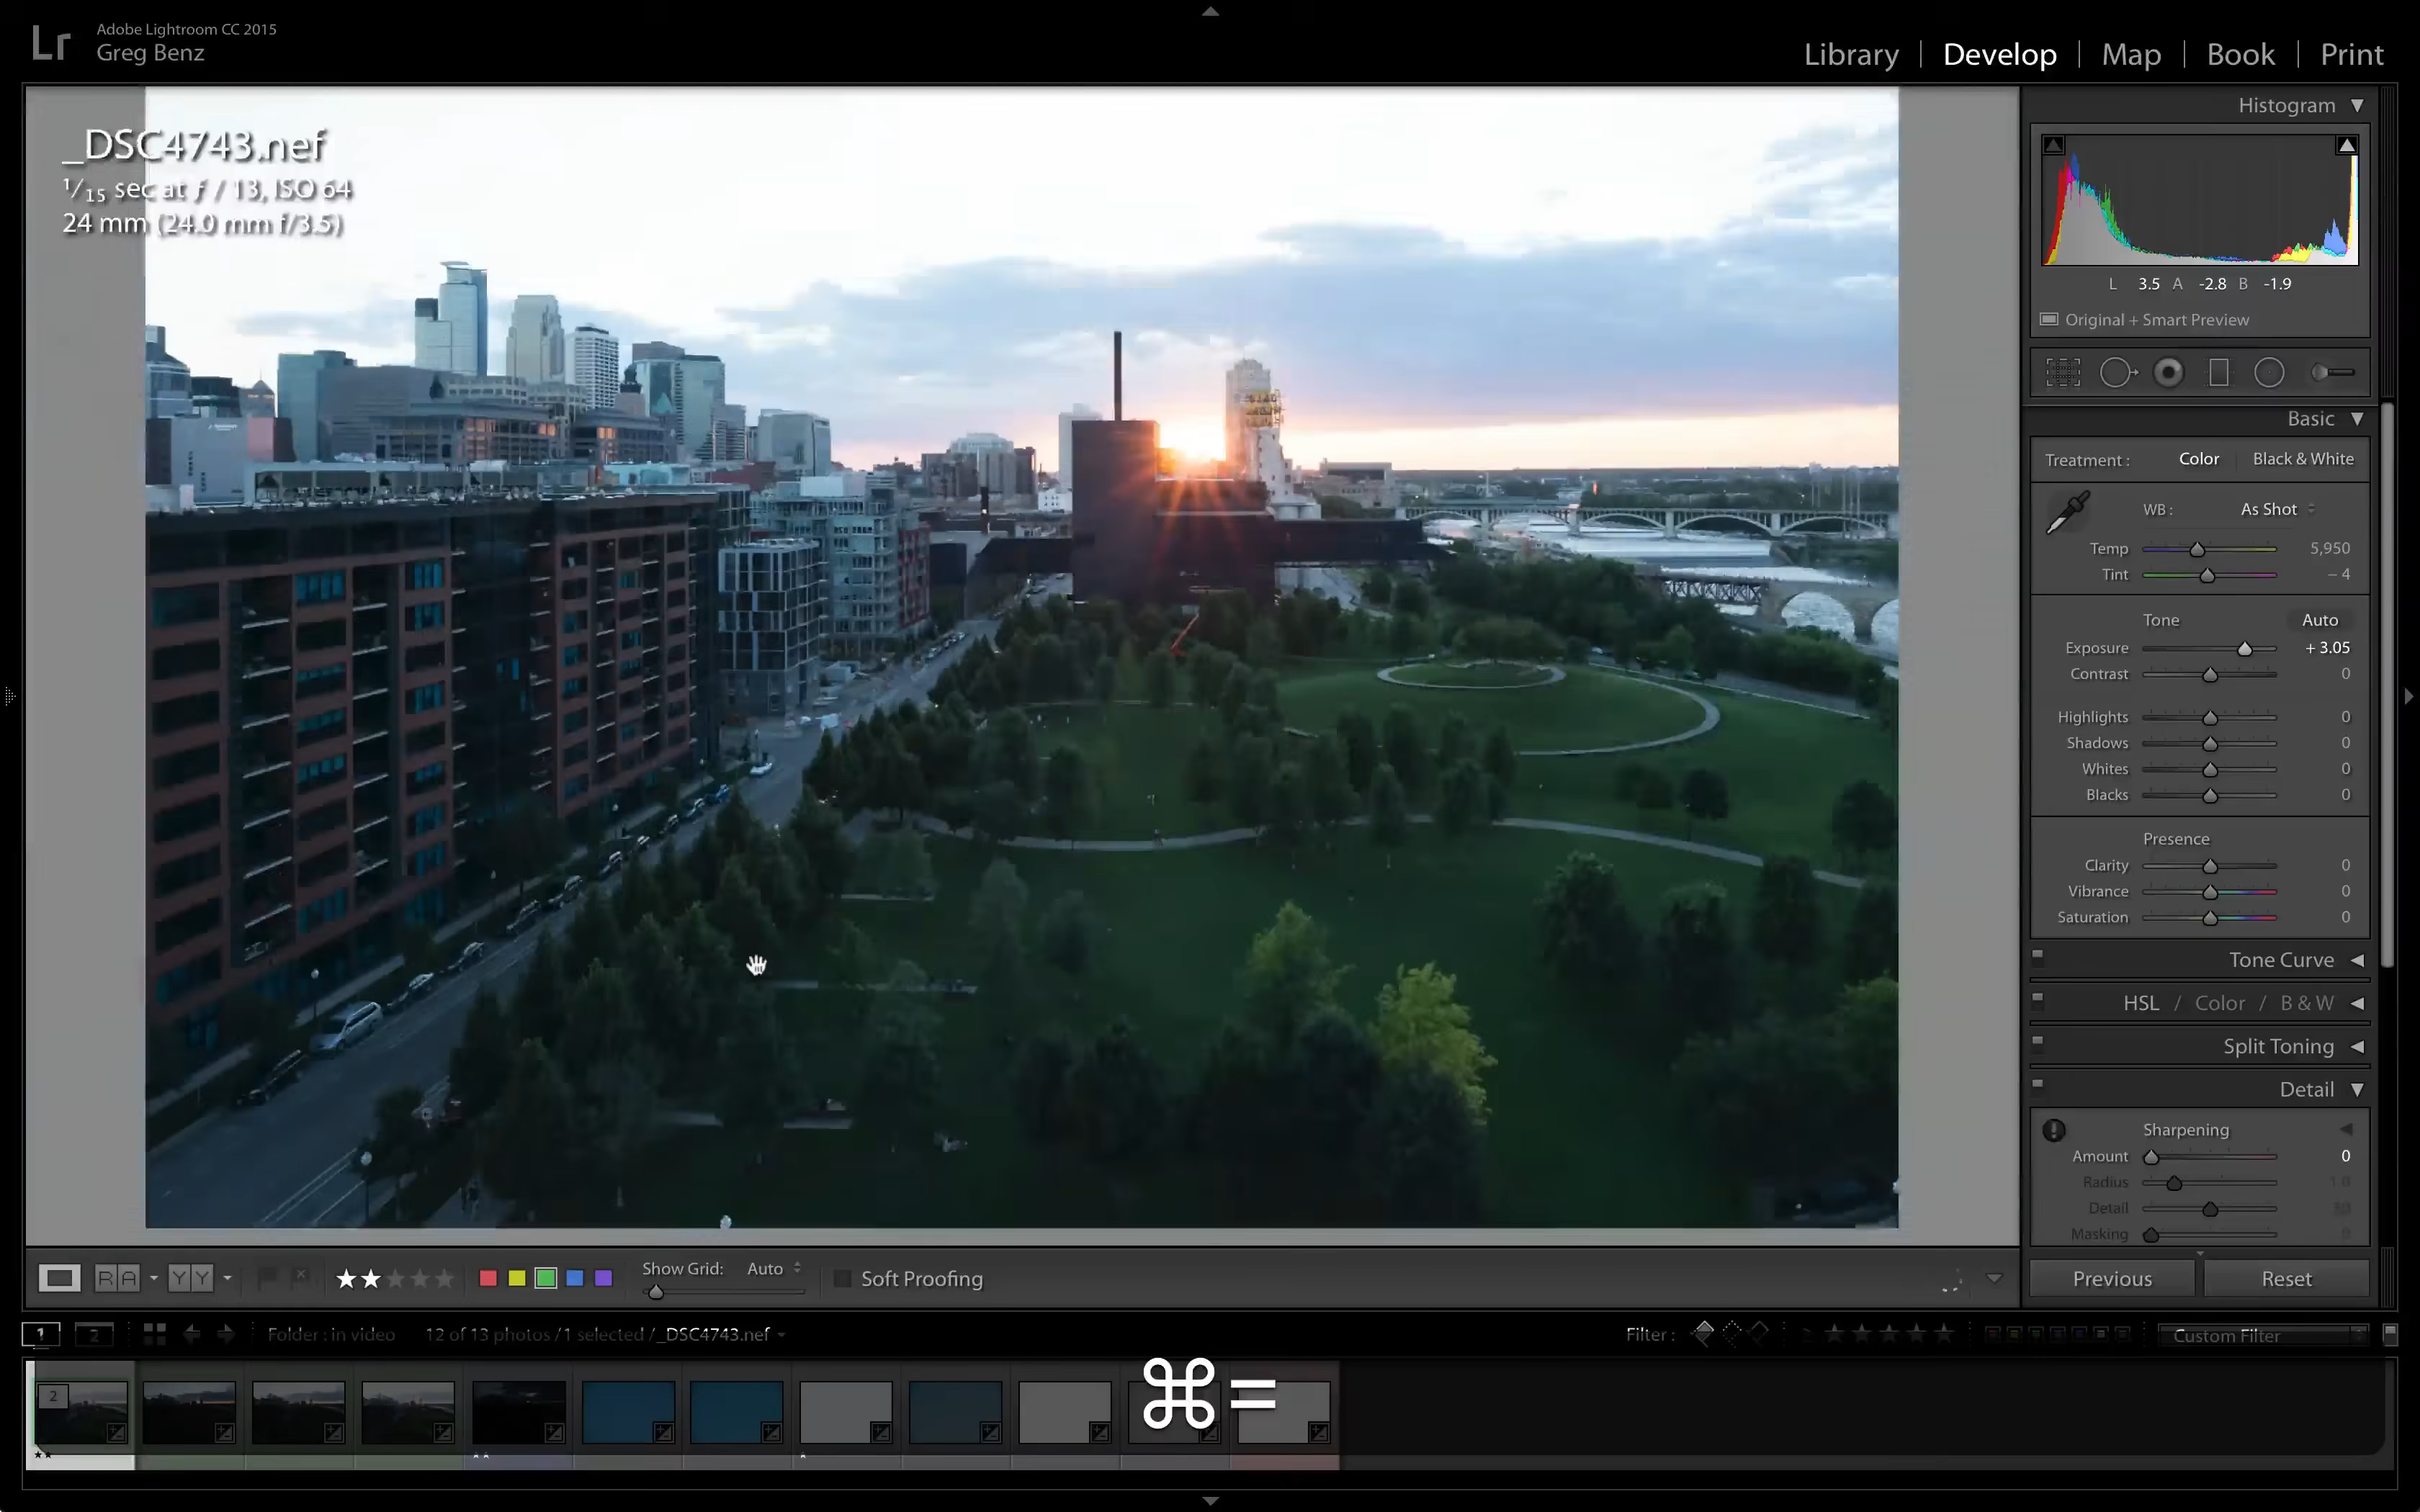 Lr
Adobe Lightroom CC 2015
Greg Benz
Library | Develop | Map | Book | Print
_DSC4743.nef
1/15 sec at ƒ / 13, ISO 64
24 mm (24.0 mm f/3.5)
Histogram
L 3.5 A -2.8 B -1.9
Original + Smart Preview
Basic
Treatment : Color Black & White
WB : As Shot
Temp 5,950
Tint – 4
Tone Auto
Exposure + 3.05
Contrast 0
Highlights 0
Shadows 0
Whites 0
Blacks 0
Presence
Clarity 0
Vibrance 0
Saturation 0
Tone Curve
HSL / Color / B & W
Split Toning
Detail
Sharpening
Amount 0
Radius 1.0
Detail
Masking 0
Previous Reset
R A Y Y Show Grid: Auto Soft Proofing
1 2 Folder : in video 12 of 13 photos / 1 selected / _DSC4743.nef Filter : Custom Filter
2
⌘ =